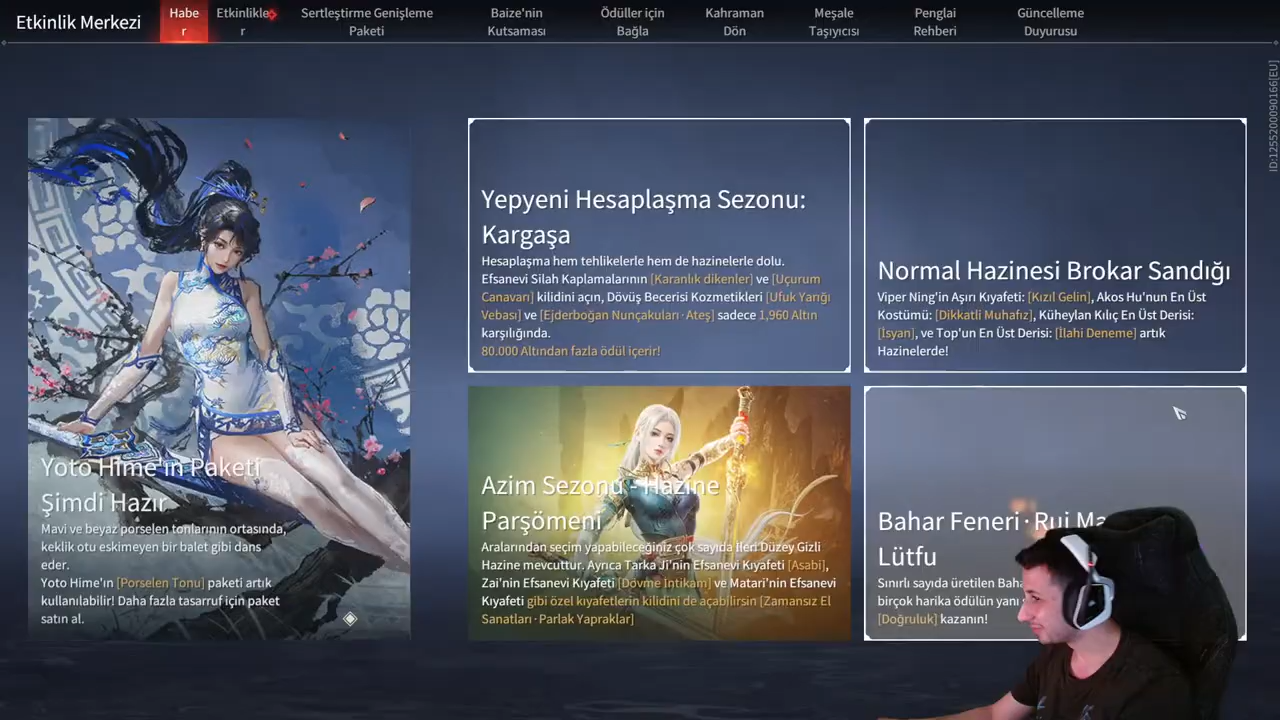 Etkinlik Merkezi
Habe
r
Etkinlikle
r
Sertleştirme Genişleme
Paketi
Baize'nin
Kutsaması
Ödüller için
Bağla
Kahraman
Dön
Meşale
Taşıyıcısı
Penglai
Rehberi
Güncelleme
Duyurusu
ID:1255200090166[EU]
Yoto Hime'ın Paketi
Şimdi Hazır
Mavi ve beyaz porselen tonlarının ortasında,
keklik otu eskimeyen bir balet gibi dans
eder.
Yoto Hime'ın [Porselen Tonu] paketi artık
kullanılabilir! Daha fazla tasarruf için paket
satın al.
Yepyeni Hesaplaşma Sezonu:
Kargaşa
Hesaplaşma hem tehlikelerle hem de hazinelerle dolu.
Efsanevi Silah Kaplamalarının [Karanlık dikenler] ve [Uçurum
Canavarı] kilidini açın, Dövüş Becerisi Kozmetikleri [Ufuk Yarığı
Vebası] ve [Ejderboğan Nunçakuları·Ateş] sadece 1,960 Altın
karşılığında.
80.000 Altından fazla ödül içerir!
Normal Hazinesi Brokar Sandığı
Viper Ning'in Aşırı Kıyafeti: [Kızıl Gelin], Akos Hu'nun En Üst
Kostümü: [Dikkatli Muhafız], Küheylan Kılıç En Üst Derisi:
[İsyan], ve Top'un En Üst Derisi: [İlahi Deneme] artık
Hazinelerde!
Azim Sezonu - Hazine
Parşömeni
Aralarından seçim yapabileceğiniz çok sayıda İleri Düzey Gizli
Hazine mevcuttur. Ayrıca Tarka Ji'nin Efsanevi Kıyafeti [Asabi],
Zai'nin Efsanevi Kıyafeti [Dövme İntikam] ve Matari'nin Efsanevi
Kıyafeti gibi özel kıyafetlerin kilidini de açabilirsin [Zamansız El
Sanatları·Parlak Yapraklar]
Bahar Feneri·Rui Ma
Lütfu
Sınırlı sayıda üretilen Baha
birçok harika ödülün yanı
[Doğruluk] kazanın!